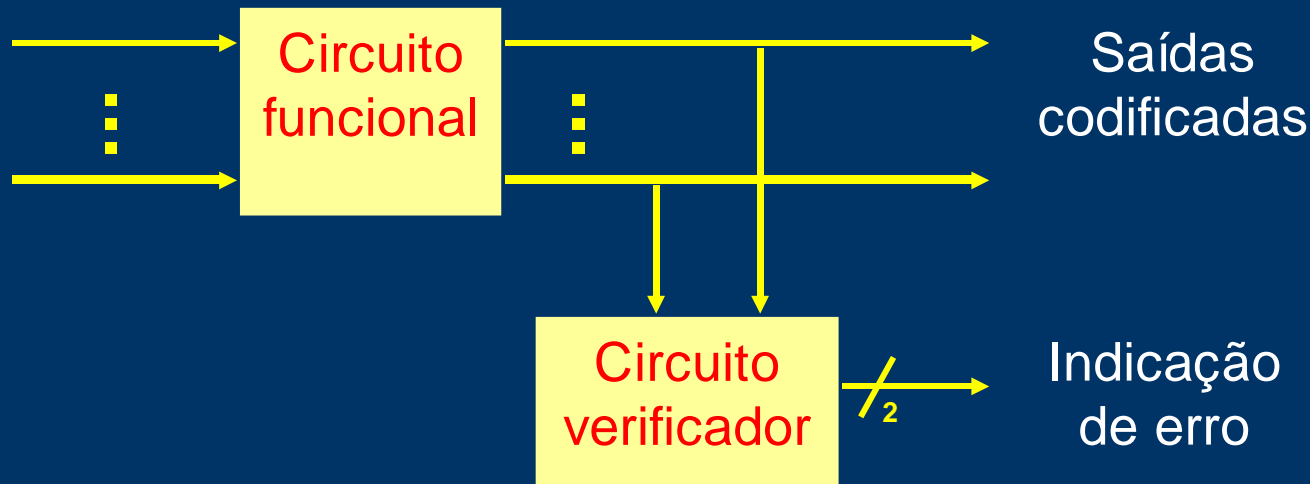 Circuito
funcional
Saídas
codificadas
Circuito
verificador
2
Indicação
de erro